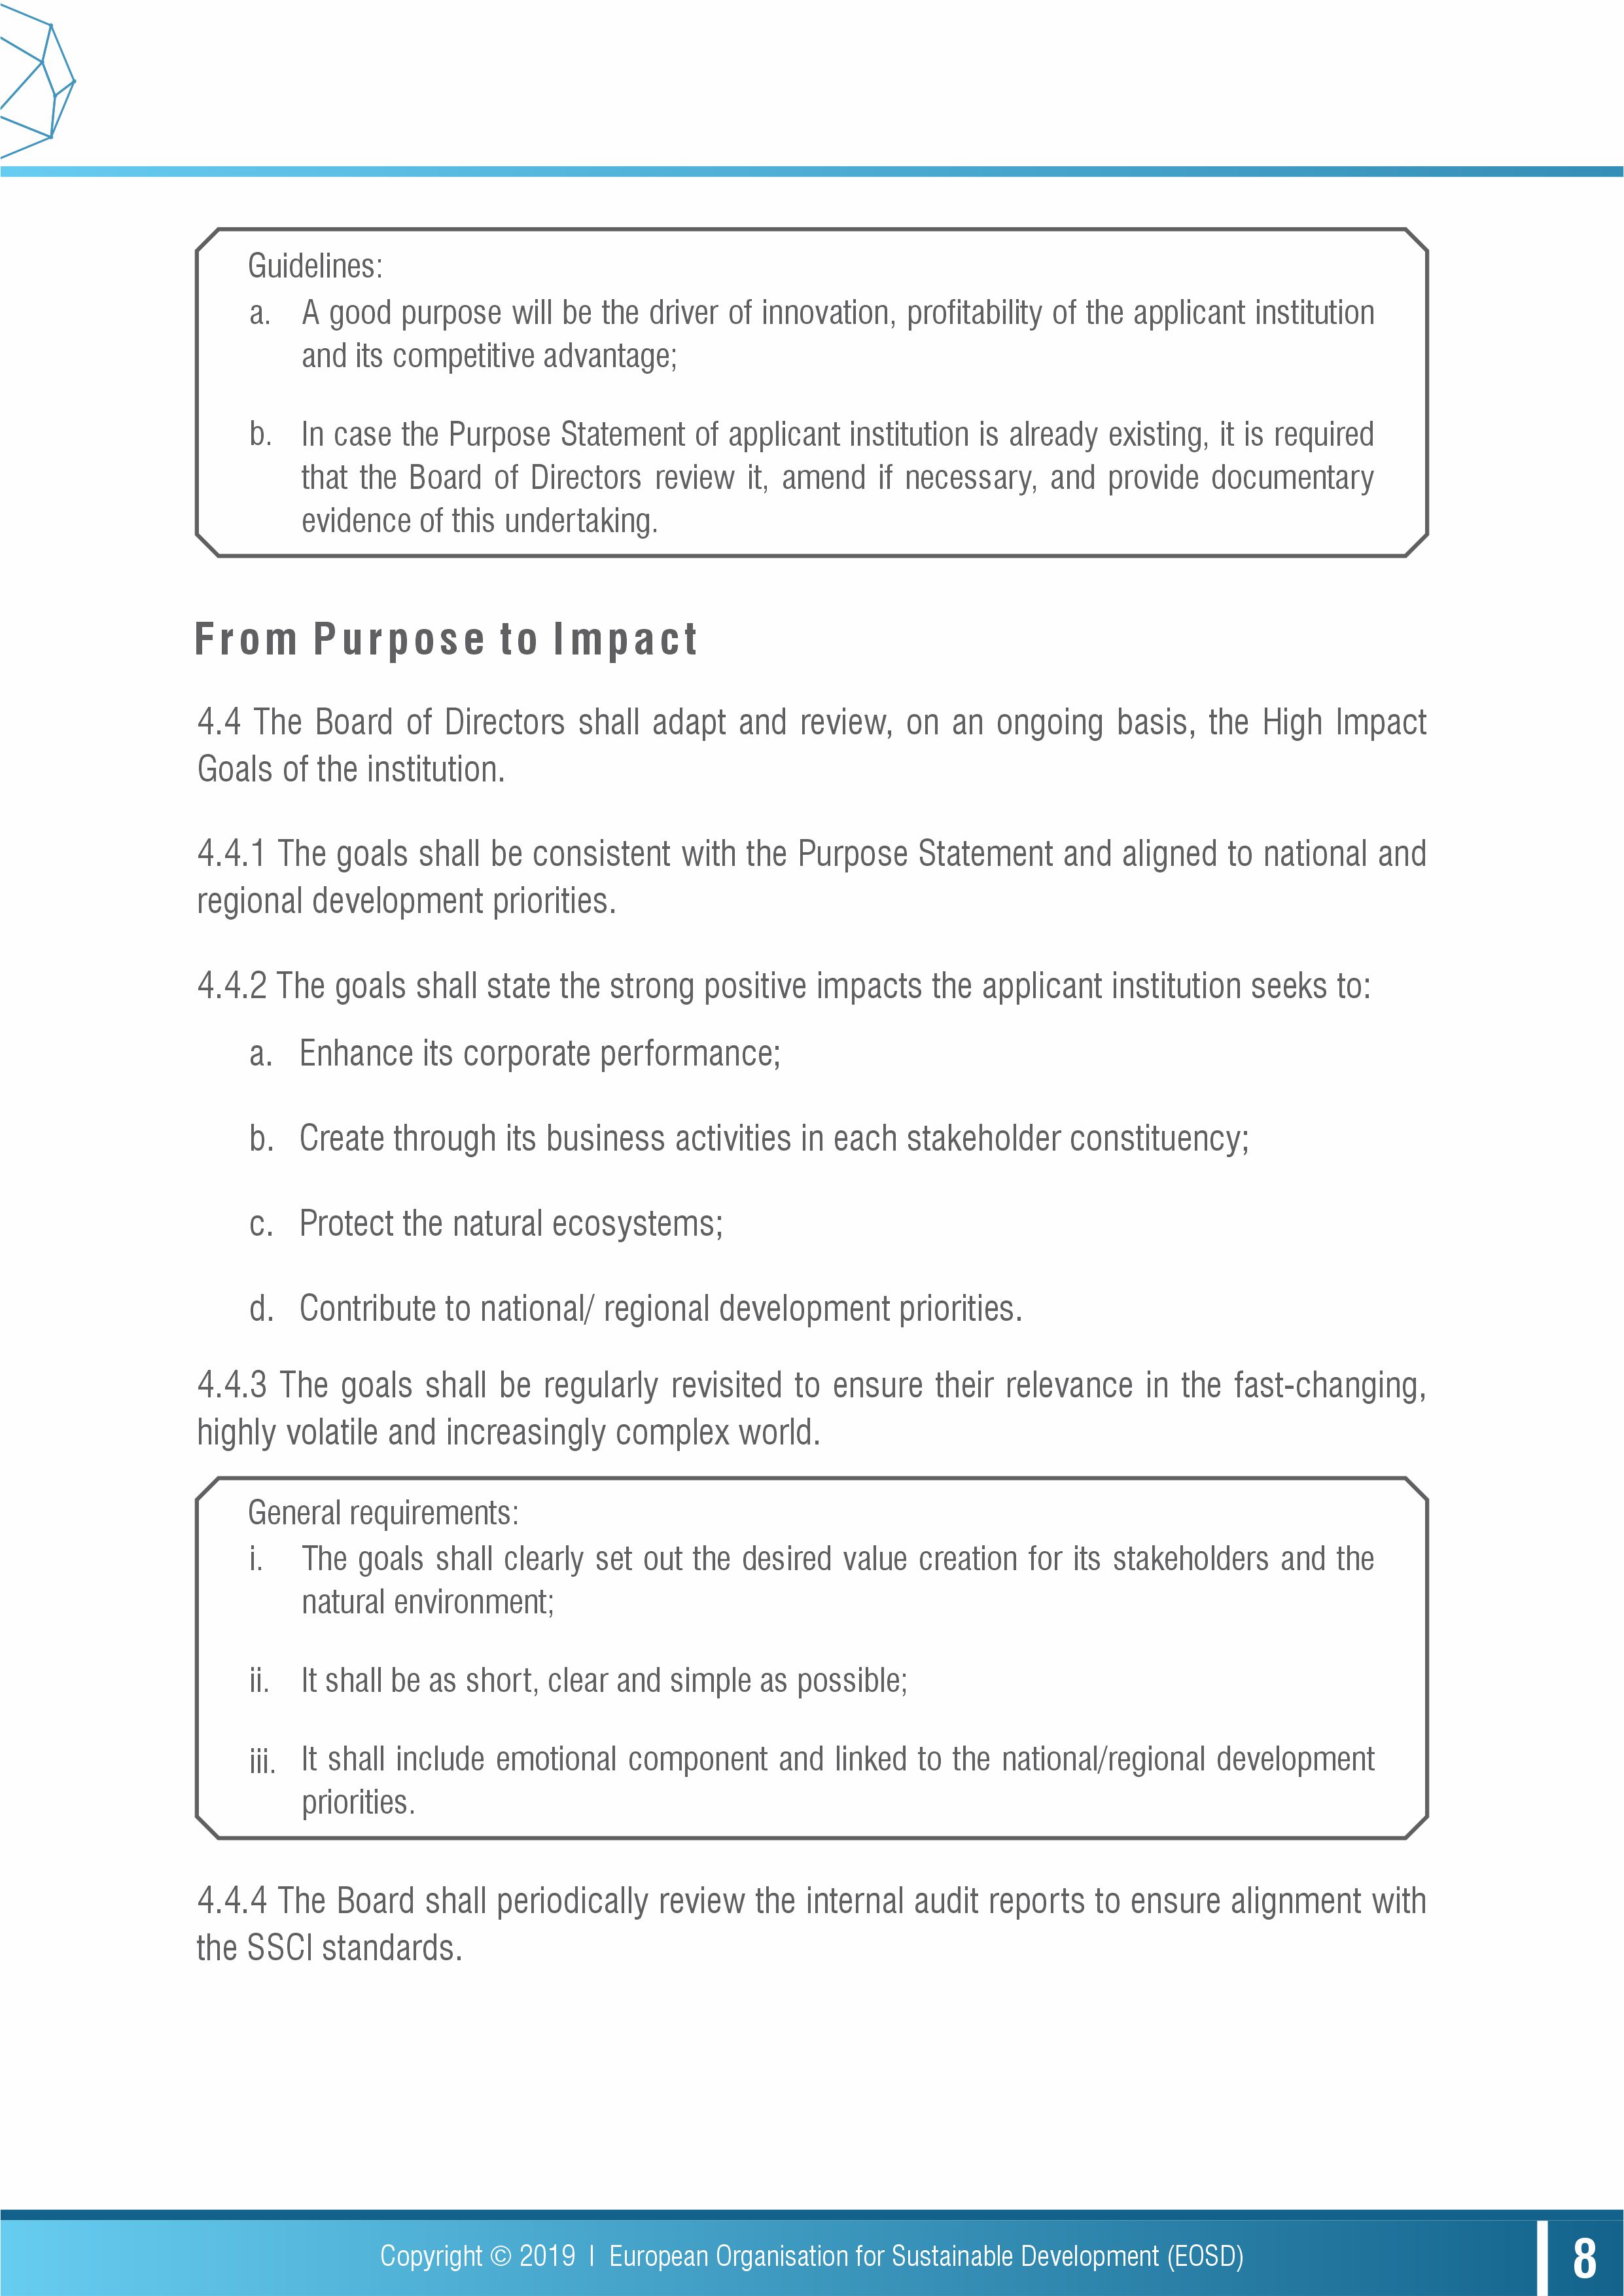 Guidelines:
a. A good purpose will be the driver of innovation, profitability of the applicant institution
and its competitive advantage;
b. In case the Purpose Statement of applicant institution is already existing, it is required
that the Board of Directors review it, amend if necessary, and provide documentary
evidence of this undertaking.
From Purpose to Impact
4.4 The Board of Directors shall adapt and review, on an ongoing basis, the High Impact
Goals of the institution.
4.4.1 The goals shall be consistent with the Purpose Statement and aligned to national and
regional development priorities.
4.4.2 The goals shall state the strong positive impacts the applicant institution seeks to:
a. Enhance its corporate performance;
b. Create through its business activities in each stakeholder constituency;
c. Protect the natural ecosystems;
d. Contribute to national/ regional development priorities.
4.4.3 The goals shall be regularly revisited to ensure their relevance in the fast-changing,
highly volatile and increasingly complex world.
General requirements:
i. The goals shall clearly set out the desired value creation for its stakeholders and the
natural environment;
ii. It shall be as short, clear and simple as possible;
iii. It shall include emotional component and linked to the national/regional development
priorities.
4.4.4 The Board shall periodically review the internal audit reports to ensure alignment with
the SSCI standards.
Copyright © 2019 | European Organisation for Sustainable Development (EOSD)
8